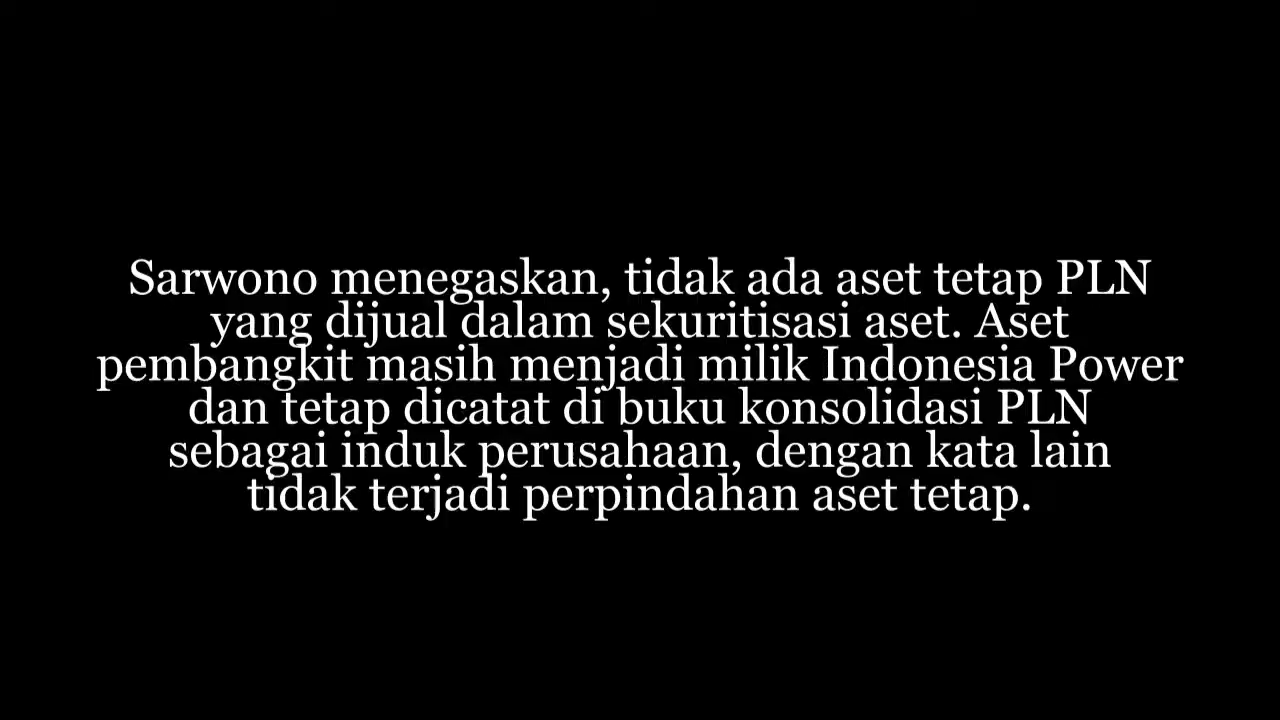 Sarwono menegaskan, tidak ada aset tetap PLN
yang dijual dalam sekuritisasi aset. Aset
pembangkit masih menjadi milik Indonesia Power
dan tetap dicatat di buku konsolidasi PLN
sebagai induk perusahaan, dengan kata lain
tidak terjadi perpindahan aset tetap.